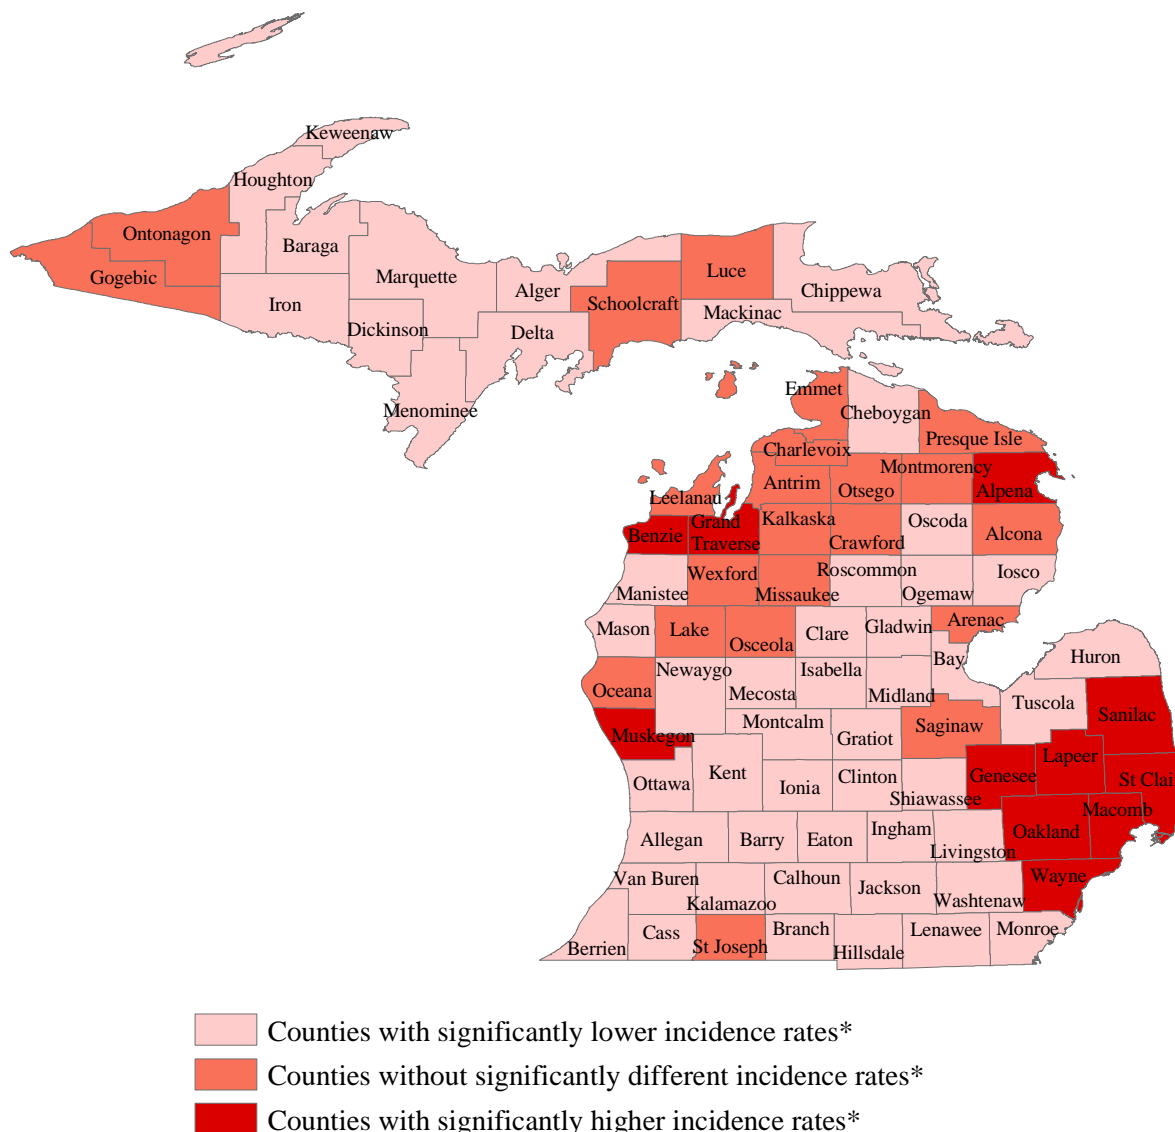 Keweenaw
Houghton
Ontonagon
Baraga
Gogebic
Marquette
Luce
Alger
Chippewa
Iron
Schoolcraft
Mackinac
Dickinson
Delta
Menominee
Emmet
Cheboygan
Presque Isle
Charlevoix
Montmorency
Antrim
Otsego
Alpena
Leelanau
Grand
Traverse
Kalkaska
Oscoda
Benzie
Crawford
Alcona
Wexford
Roscommon
Iosco
Manistee
Missaukee
Ogemaw
Mason
Lake
Osceola
Clare
Gladwin
Arenac
Huron
Bay
Newaygo
Isabella
Oceana
Mecosta
Midland
Tuscola
Sanilac
Montcalm
Saginaw
Muskegon
Gratiot
Lapeer
Kent
Clinton
Genesee
St Clai
Ottawa
Ionia
Shiawassee
Macomb
Oakland
Allegan
Barry
Eaton
Ingham
Livingston
Van Buren
Calhoun
Jackson
Wayne
Kalamazoo
Washtenaw
Cass
St Joseph
Branch
Lenawee
Monroe
Berrien
Hillsdale
Counties with significantly lower incidence rates*
Counties without significantly different incidence rates*
Counties with significantly higher incidence rates*